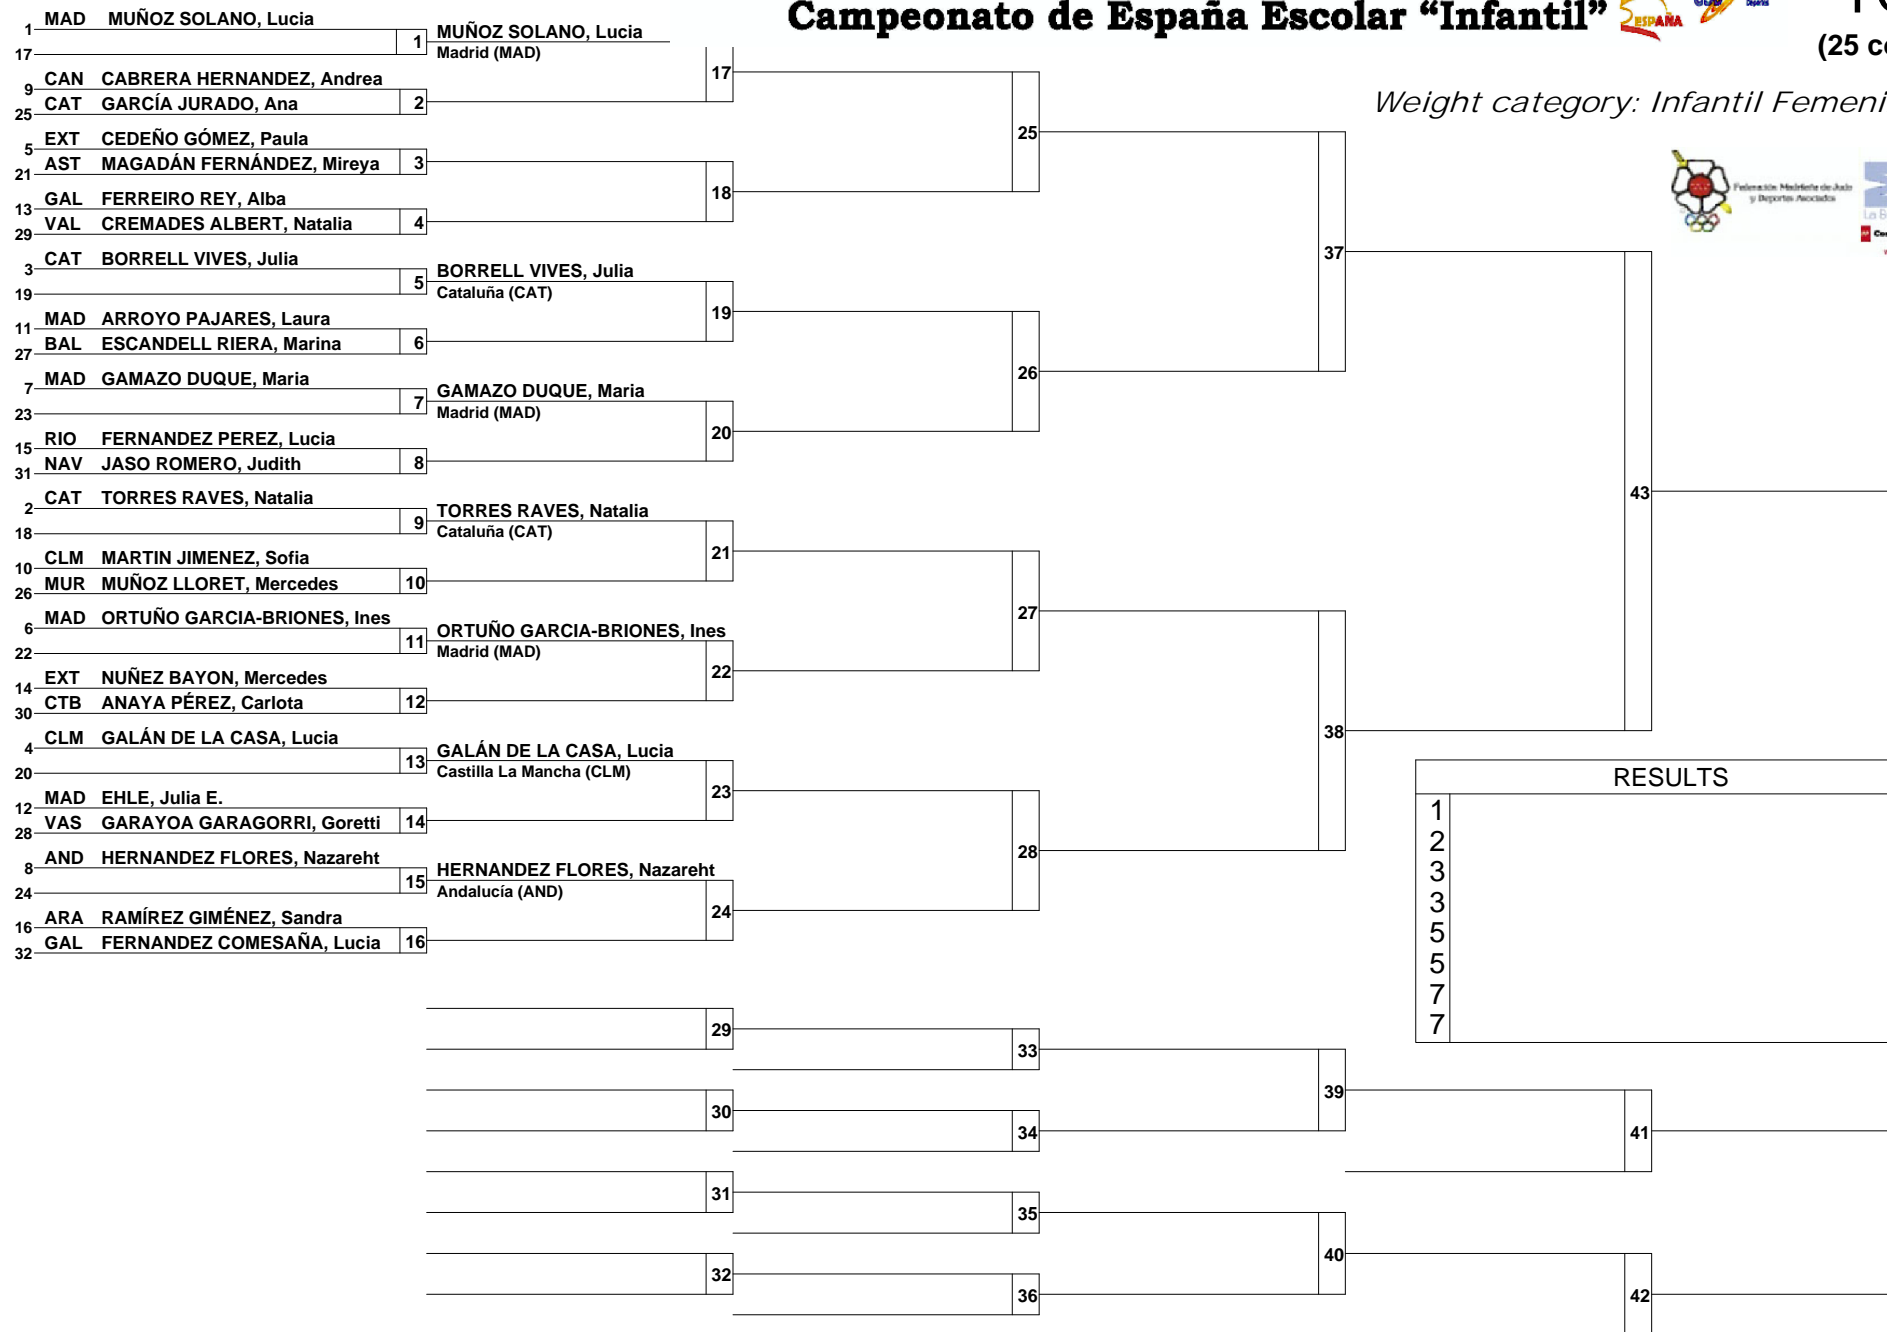 Campeonato de España Escolar “Infantil”
ESPAÑA
Deportes
(25 c
Weight category: Infantil Femeni
Federación Madrileña de Judo
y Deportes Asociados
1 MAD MUÑOZ SOLANO, Lucia
17
1 MUÑOZ SOLANO, Lucia
Madrid (MAD)
9 CAN CABRERA HERNANDEZ, Andrea
25 CAT GARCÍA JURADO, Ana 2
17
5 EXT CEDEÑO GÓMEZ, Paula
21 AST MAGADÁN FERNÁNDEZ, Mireya 3
25
13 GAL FERREIRO REY, Alba
29 VAL CREMADES ALBERT, Natalia 4
18
3 CAT BORRELL VIVES, Julia
19
5 BORRELL VIVES, Julia
Cataluña (CAT)
37
11 MAD ARROYO PAJARES, Laura
27 BAL ESCANDELL RIERA, Marina 6
19
7 MAD GAMAZO DUQUE, Maria
23
7 GAMAZO DUQUE, Maria
Madrid (MAD)
26
15 RIO FERNANDEZ PEREZ, Lucia
31 NAV JASO ROMERO, Judith 8
20
2 CAT TORRES RAVES, Natalia
18
9 TORRES RAVES, Natalia
Cataluña (CAT)
43
10 CLM MARTIN JIMENEZ, Sofia
26 MUR MUÑOZ LLORET, Mercedes 10
21
6 MAD ORTUÑO GARCIA-BRIONES, Ines
22
11 ORTUÑO GARCIA-BRIONES, Ines
Madrid (MAD)
27
14 EXT NUÑEZ BAYON, Mercedes
30 CTB ANAYA PÉREZ, Carlota 12
22
4 CLM GALÁN DE LA CASA, Lucia
20
13 GALÁN DE LA CASA, Lucia
Castilla La Mancha (CLM)
38
12 MAD EHLE, Julia E.
28 VAS GARAYOA GARAGORRI, Goretti 14
23
8 AND HERNANDEZ FLORES, Nazareht
24
15 HERNANDEZ FLORES, Nazareht
Andalucía (AND)
28
16 ARA RAMÍREZ GIMÉNEZ, Sandra
32 GAL FERNANDEZ COMESAÑA, Lucia 16
24
RESULTS
1
2
3
3
5
5
7
7
29
33
39
30
34
41
31
35
40
32
36
42